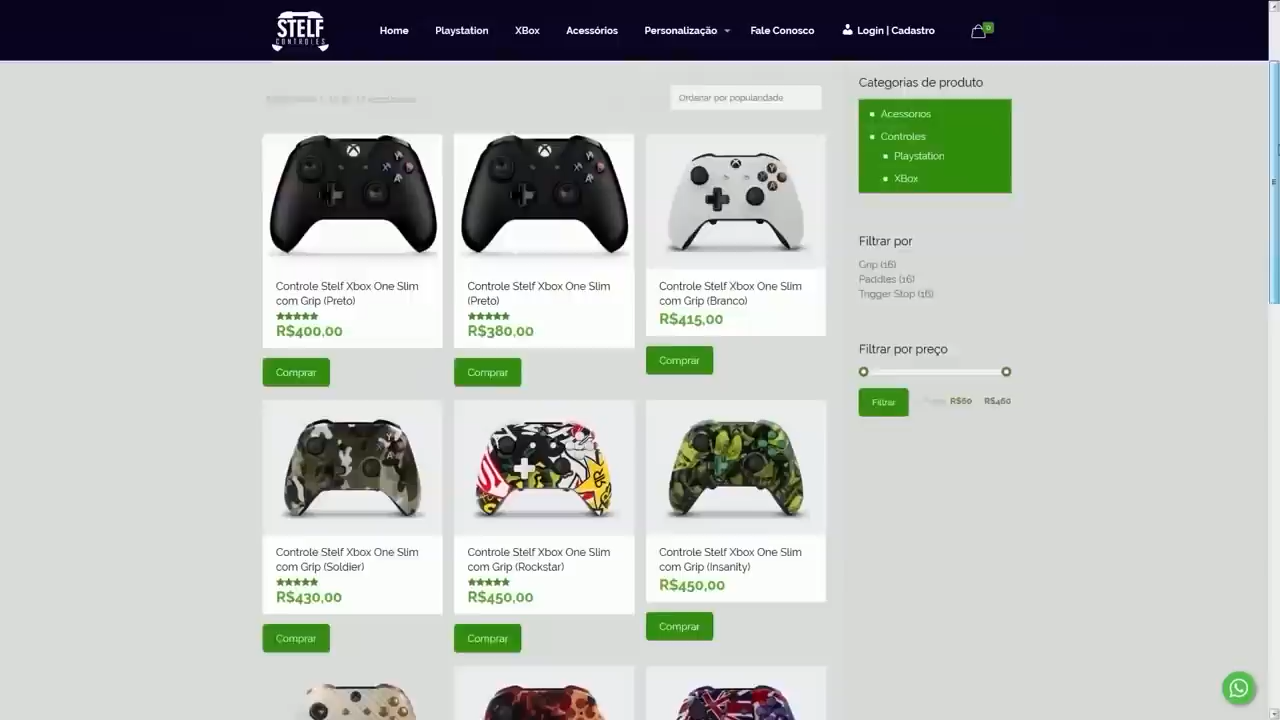 STELF
CONTROLES
Home
Playstation
XBox
Acessórios
Personalização
Fale Conosco
Login | Cadastro
0
Ordenar por popularidade
Controle Stelf Xbox One Slim
com Grip (Preto)
R$400,00
Comprar
Controle Stelf Xbox One Slim
(Preto)
R$380,00
Comprar
Controle Stelf Xbox One Slim
com Grip (Branco)
R$415,00
Comprar
Controle Stelf Xbox One Slim
com Grip (Soldier)
R$430,00
Comprar
Controle Stelf Xbox One Slim
com Grip (Rockstar)
R$450,00
Comprar
Controle Stelf Xbox One Slim
com Grip (Insanity)
R$450,00
Comprar
Categorias de produto
Acessórios
Controles
Playstation
XBox
Filtrar por
Grip (16)
Paddles (16)
Trigger Stop (16)
Filtrar por preço
Filtrar
R$60
R$460